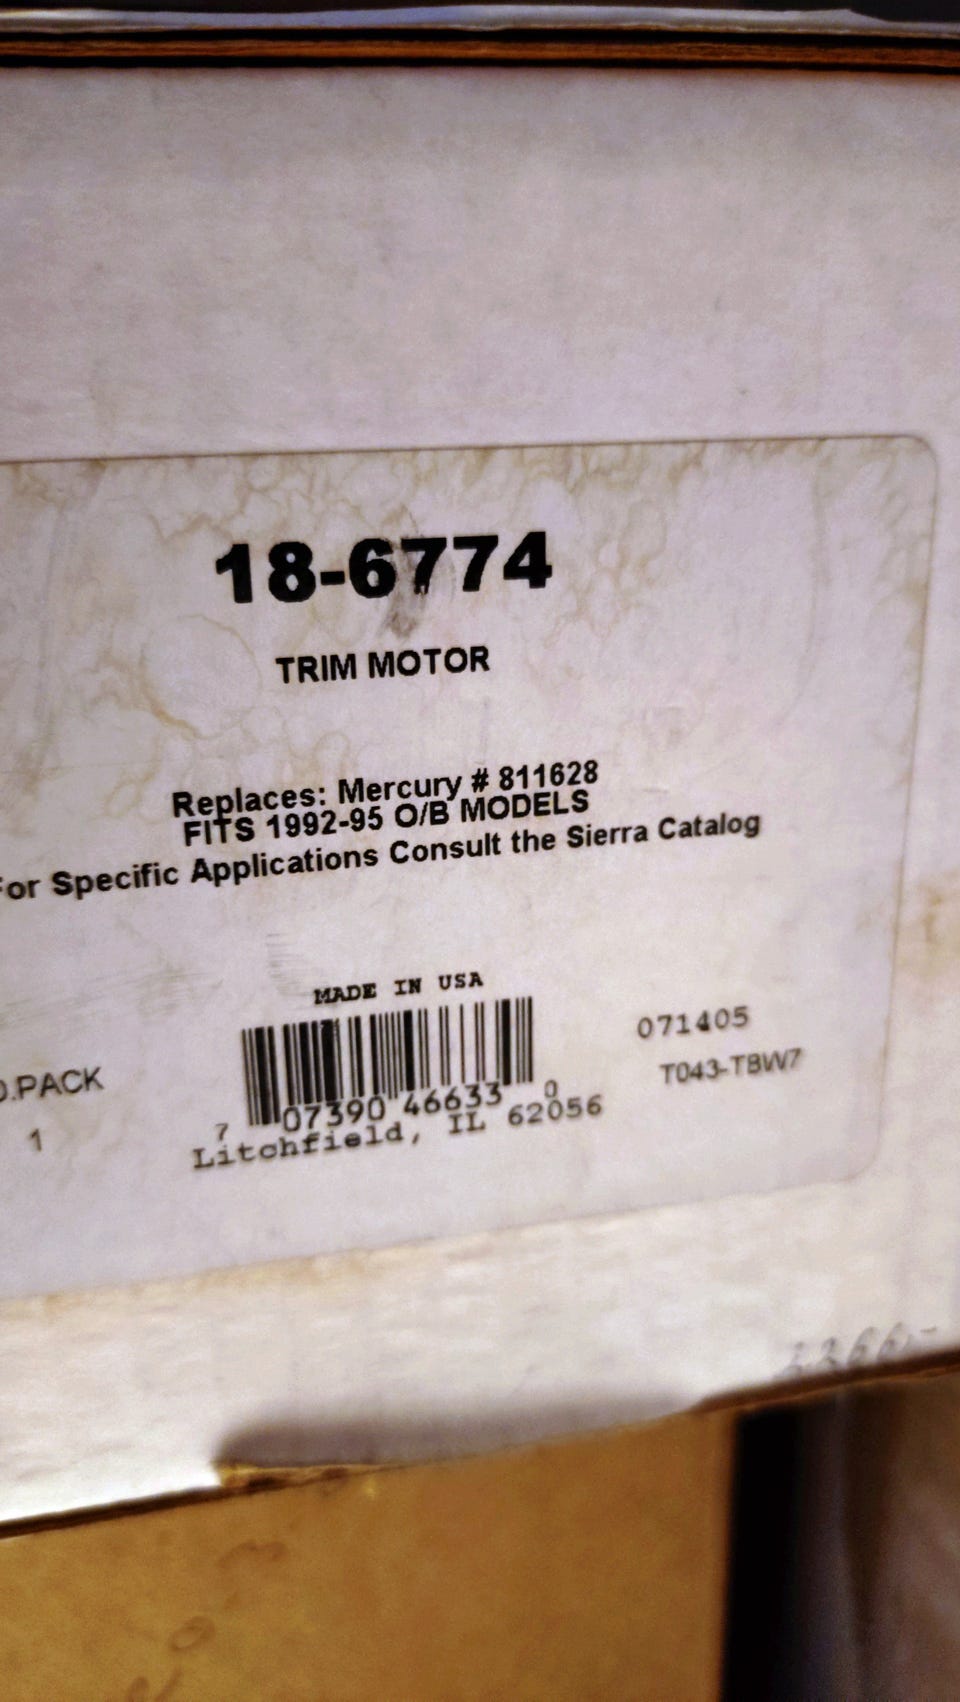 18-6774
TRIM MOTOR
Replaces: Mercury # 811628
FITS 1992-95 O/B MODELS
For Specific Applications Consult the Sierra Catalog
MADE IN USA
071405
T043-TBW7
.PACK
1
7 07390 46633 0
Litchfield, IL 62056